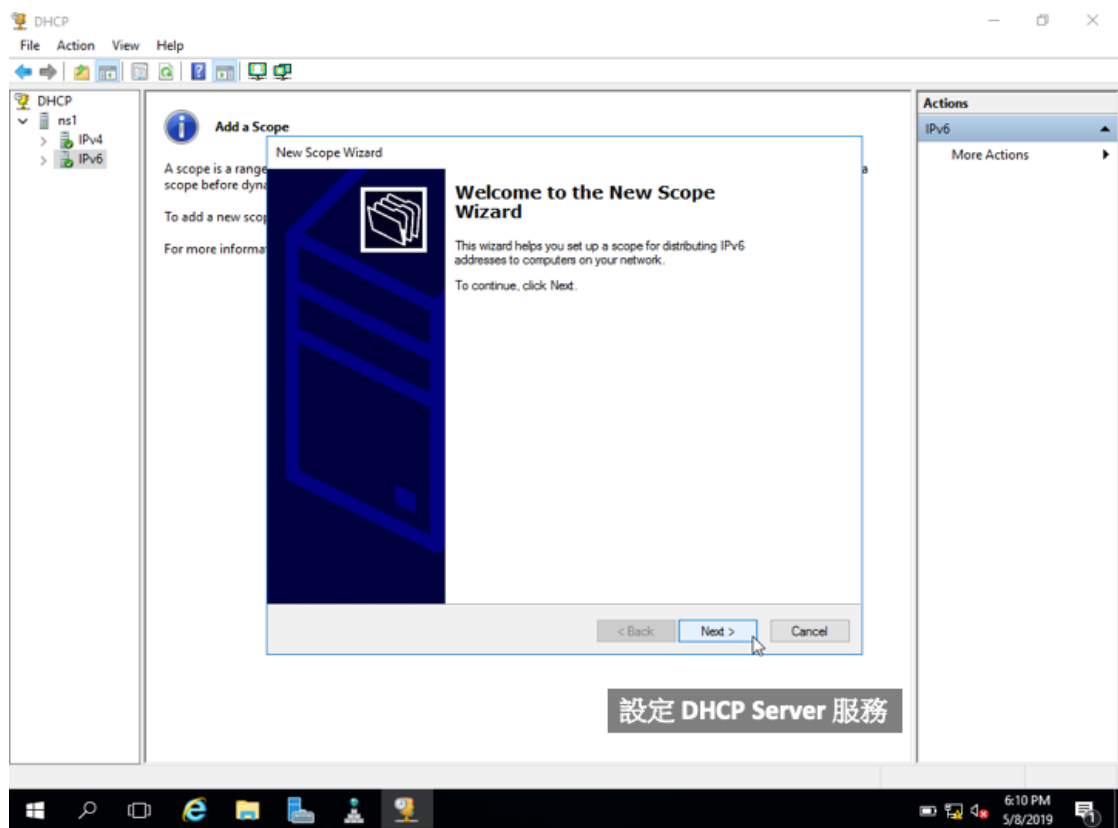 DHCP
File Action View Help
DHCP
ns1
IPv4
IPv6
Add a Scope
A scope is a range
a
scope before dyna
To add a new scop
For more informa
New Scope Wizard
Welcome to the New Scope
Wizard
This wizard helps you set up a scope for distributing IPv6
addresses to computers on your network.
To continue, click Next.
< Back Next > Cancel
Actions
IPv6
More Actions
設定 DHCP Server 服務
6:10 PM
5/8/2019
1